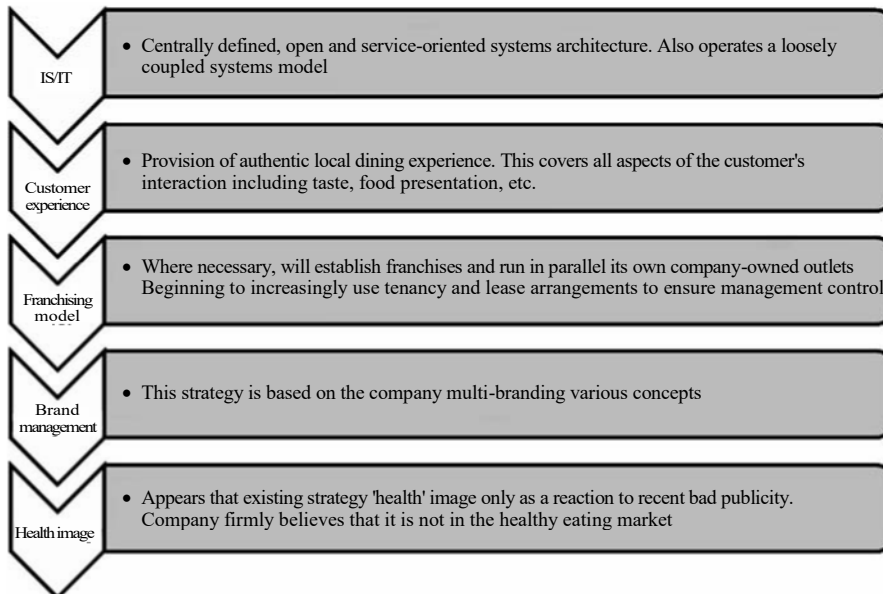 IS/IT
• Centrally defined, open and service-oriented systems architecture. Also operates a loosely
coupled systems model
Customer
experience
• Provision of authentic local dining experience. This covers all aspects of the customer's
interaction including taste, food presentation, etc.
Franchising
model
• Where necessary, will establish franchises and run in parallel its own company-owned outlets
Beginning to increasingly use tenancy and lease arrangements to ensure management control
Brand
management
• This strategy is based on the company multi-branding various concepts
Health image
• Appears that existing strategy 'health' image only as a reaction to recent bad publicity.
Company firmly believes that it is not in the healthy eating market